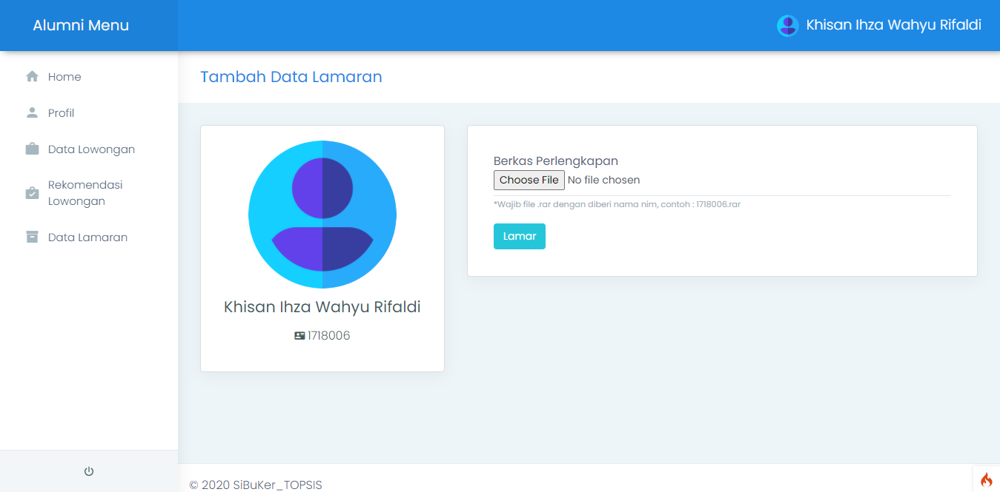 Alumni Menu
Khisan Ihza Wahyu Rifaldi
Home
Profil
Data Lowongan
Rekomendasi
Lowongan
Data Lamaran
Tambah Data Lamaran
Khisan Ihza Wahyu Rifaldi
1718006
Berkas Perlengkapan
Choose File No file chosen
*Wajib file .rar dengan diberi nama nim, contoh : 1718006.rar
Lamar
© 2020 SiBuKer_TOPSIS